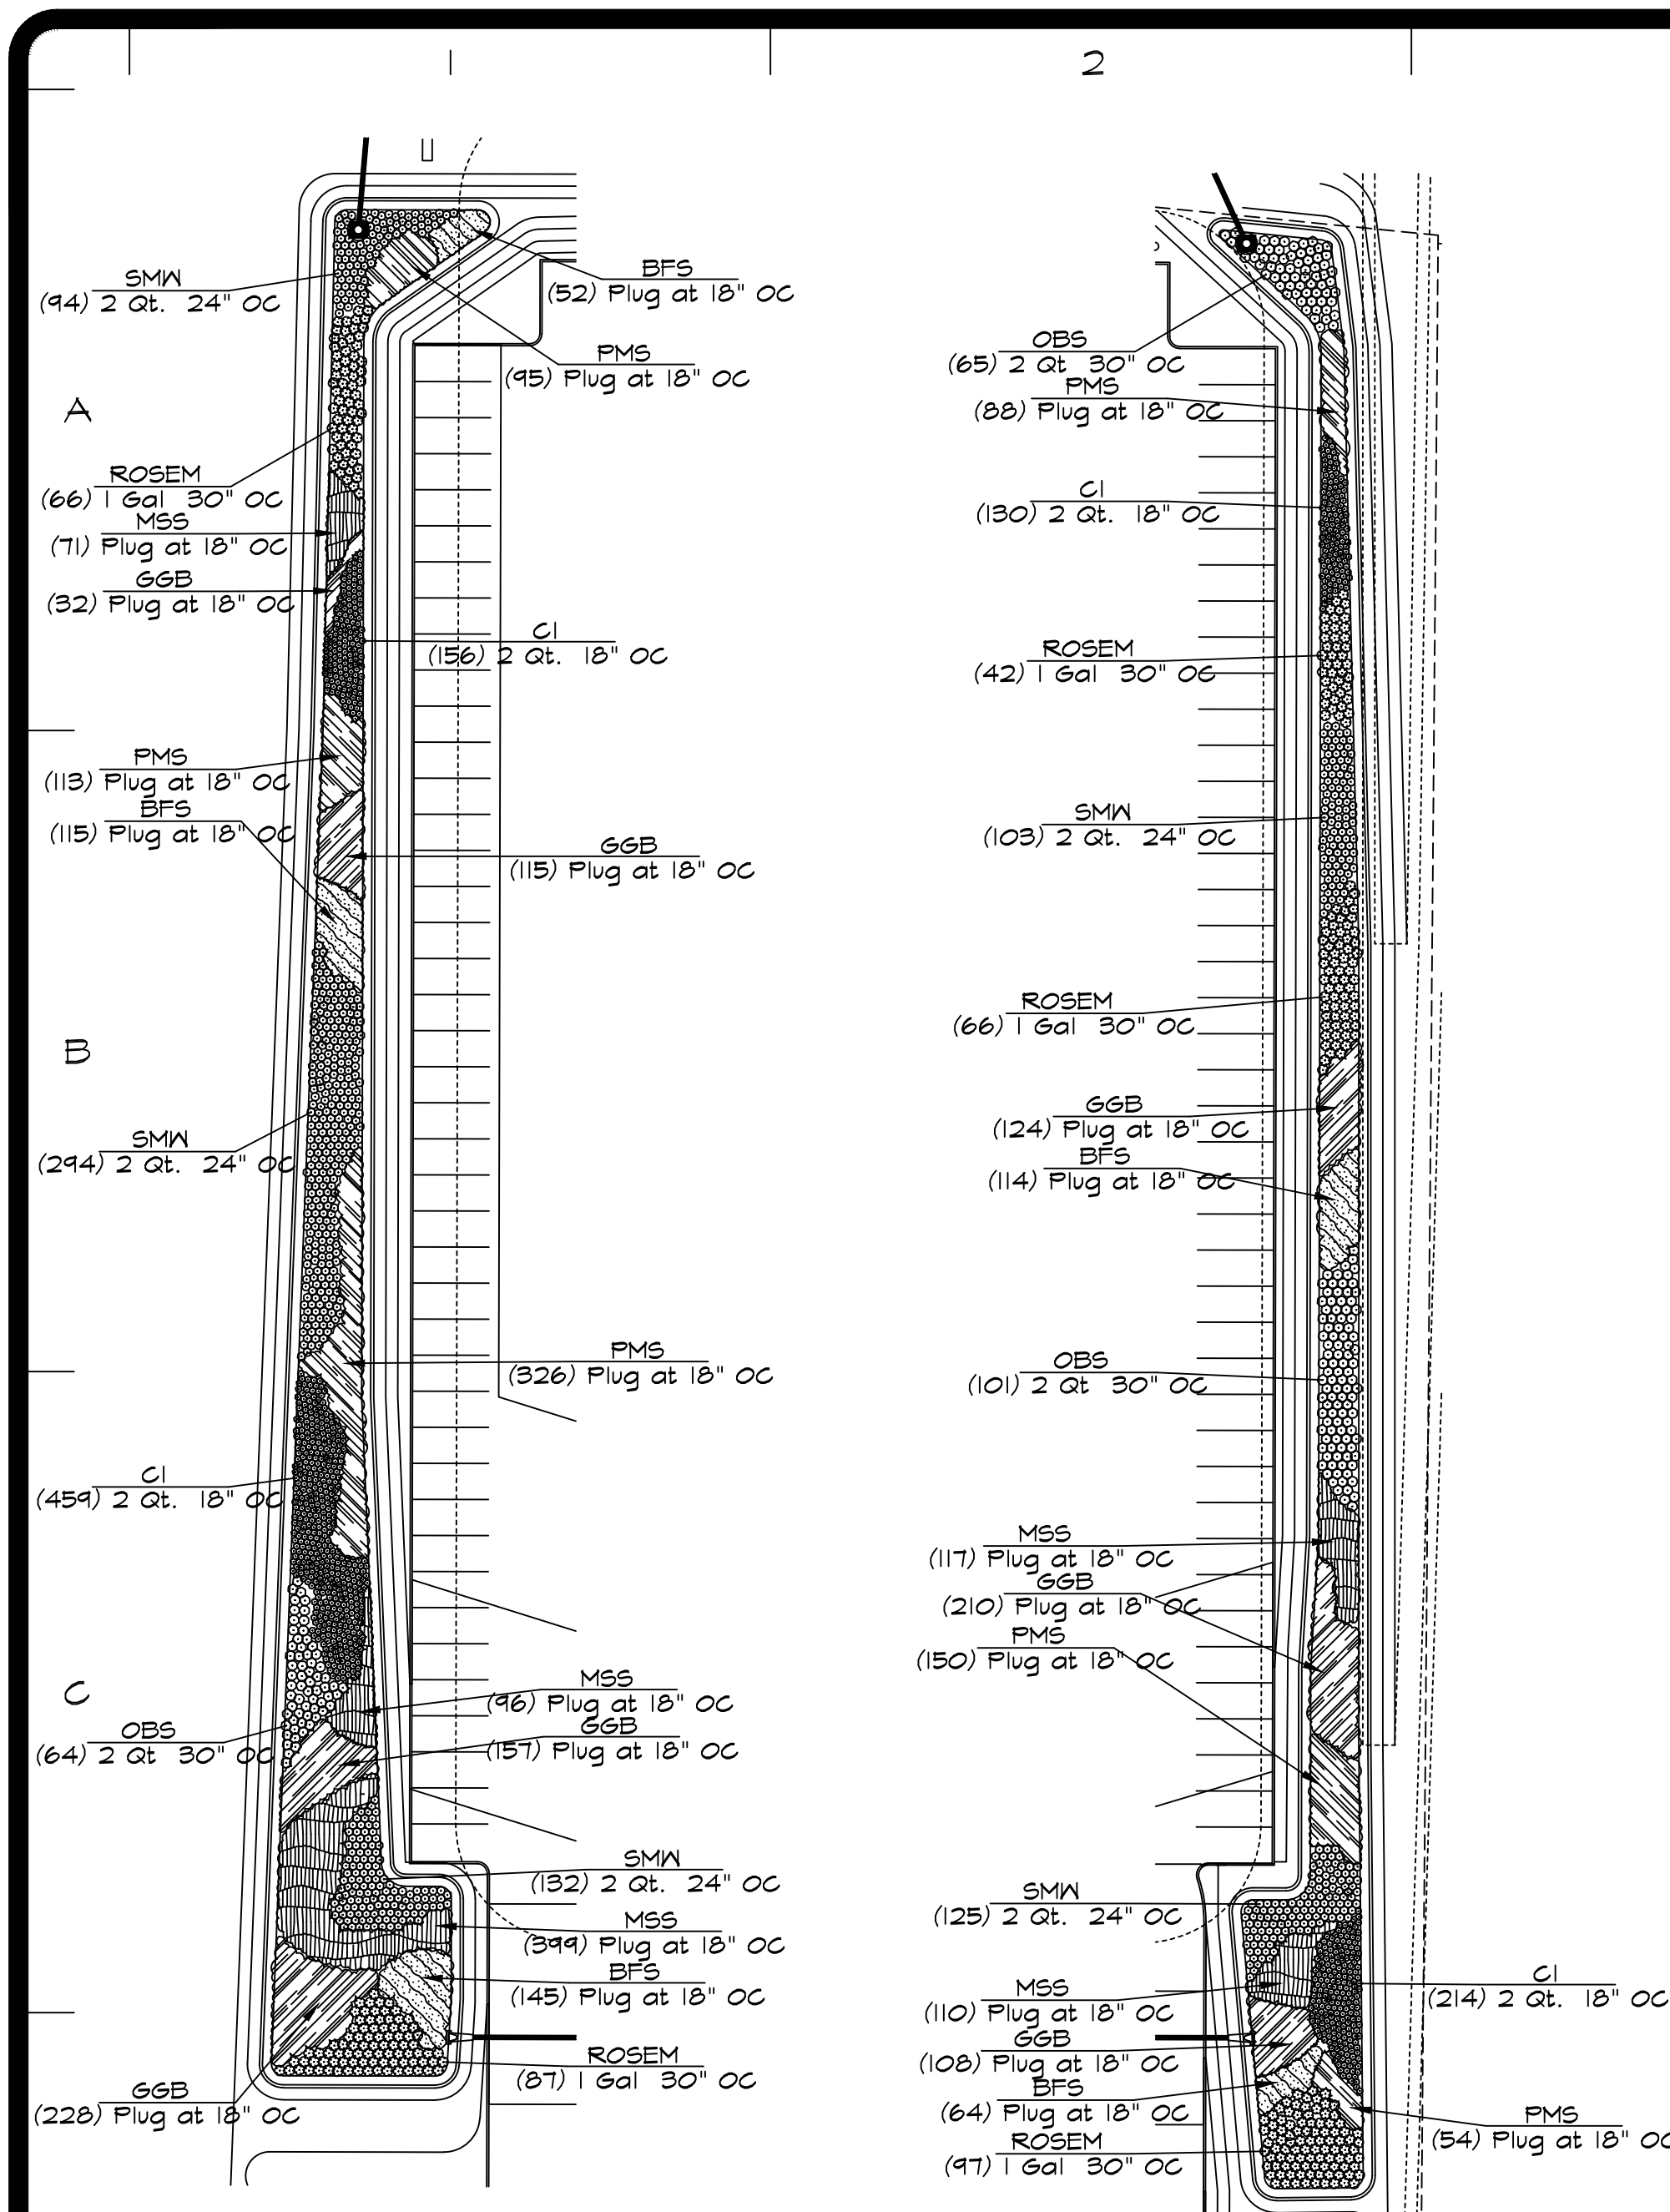 2
SMW
(94) 2 Qt. 24" OC
BFS
(52) Plug at 18" OC
PMS
(95) Plug at 18" OC
A
ROSEM
(66) 1 Gal 30" OC
MSS
(71) Plug at 18" OC
GGB
(32) Plug at 18" OC
CI
(156) 2 Qt. 18" OC
PMS
(113) Plug at 18" OC
BFS
(115) Plug at 18" OC
GGB
(115) Plug at 18" OC
B
SMW
(294) 2 Qt. 24" OC
PMS
(326) Plug at 18" OC
CI
(459) 2 Qt. 18" OC
C
MSS
(96) Plug at 18" OC
OBS
(64) 2 Qt 30" OC
GGB
(157) Plug at 18" OC
SMW
(132) 2 Qt. 24" OC
MSS
(399) Plug at 18" OC
BFS
(145) Plug at 18" OC
ROSEM
(87) 1 Gal 30" OC
GGB
(228) Plug at 18" OC
OBS
(65) 2 Qt 30" OC
PMS
(88) Plug at 18" OC
CI
(130) 2 Qt. 18" OC
ROSEM
(42) 1 Gal 30" OC
SMW
(103) 2 Qt. 24" OC
ROSEM
(66) 1 Gal 30" OC
GGB
(124) Plug at 18" OC
BFS
(114) Plug at 18" OC
OBS
(101) 2 Qt 30" OC
MSS
(117) Plug at 18" OC
GGB
(210) Plug at 18" OC
PMS
(150) Plug at 18" OC
SMW
(125) 2 Qt. 24" OC
CI
(214) 2 Qt. 18" OC
MSS
(110) Plug at 18" OC
GGB
(108) Plug at 18" OC
BFS
(64) Plug at 18" OC
PMS
(54) Plug at 18" OC
ROSEM
(97) 1 Gal 30" OC